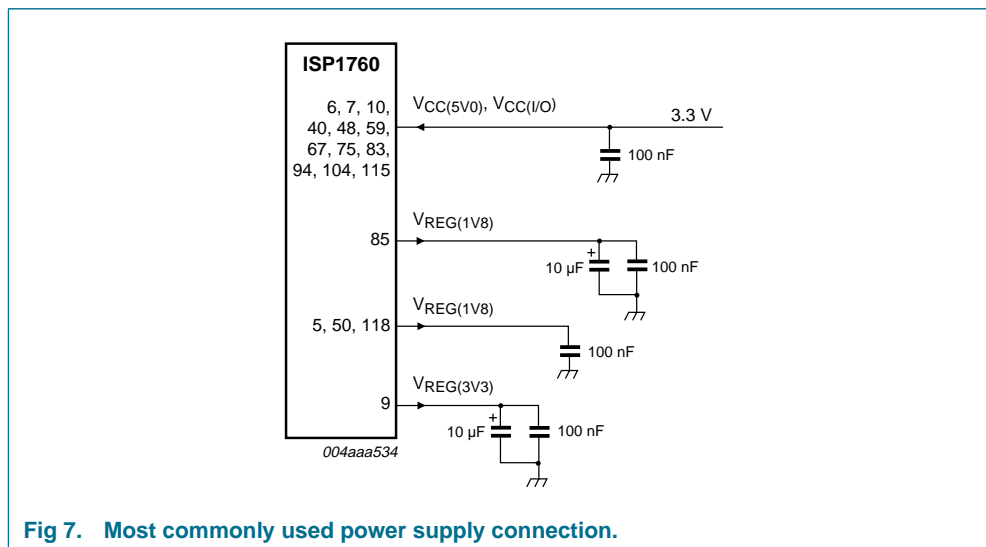 ISP1760
6, 7, 10,
40, 48, 59,
67, 75, 83,
94, 104, 115
VCC(5V0), VCC(I/O)
3.3 V
100 nF
85
VREG(1V8)
+
10 µF
100 nF
5, 50, 118
VREG(1V8)
100 nF
9
VREG(3V3)
+
10 µF
100 nF
004aaa534
Fig 7. Most commonly used power supply connection.